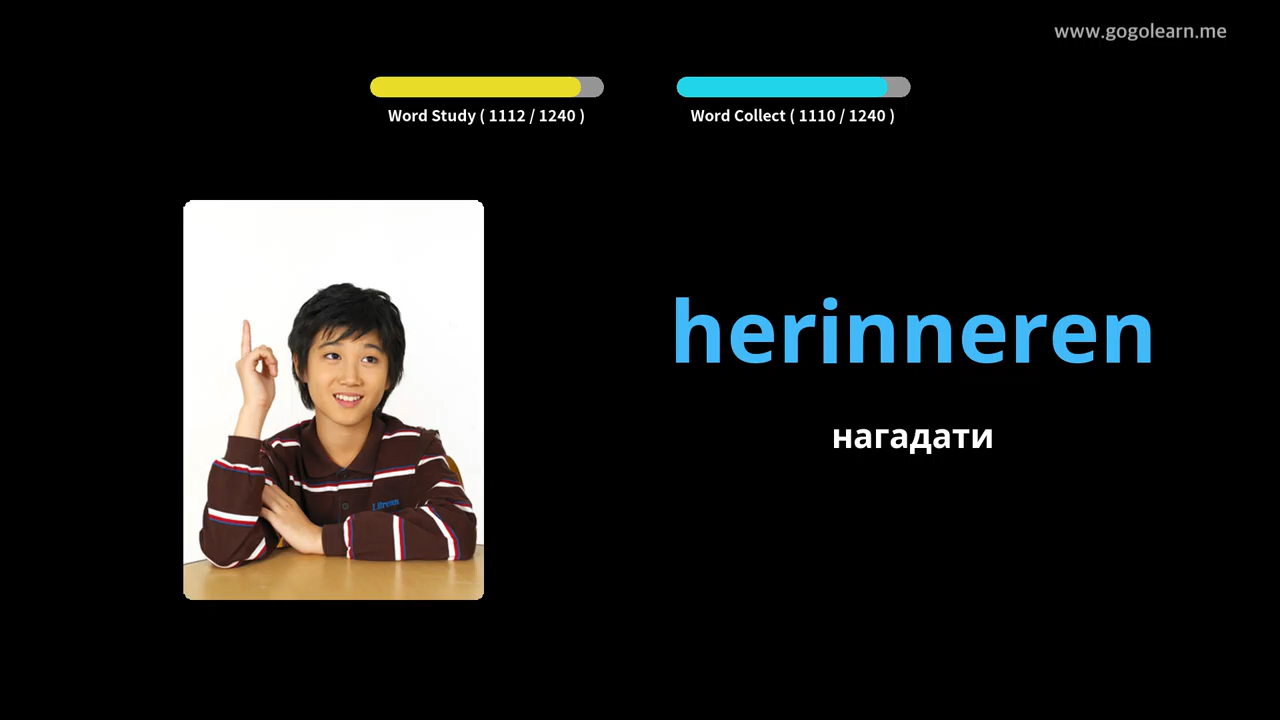 www.gogolearn.me
Word Study ( 1112 / 1240 )
Word Collect ( 1110 / 1240 )
herinneren
нагадати